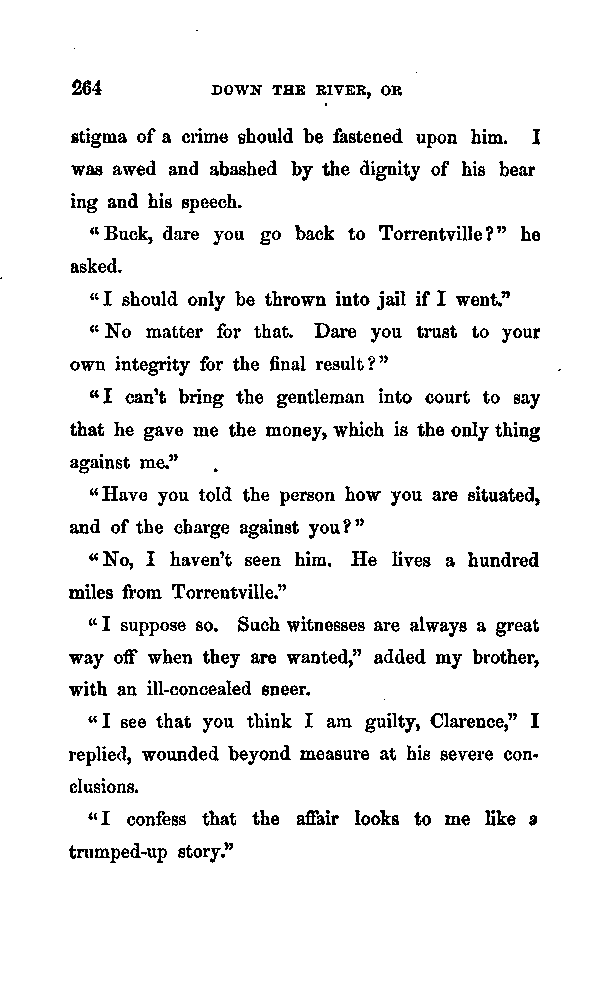 264 DOWN THE RIVER, OR
stigma of a crime should be fastened upon him. I
was awed and abashed by the dignity of his bear
ing and his speech.
"Buck, dare you go back to Torrentville?" he
asked.
"I should only be thrown into jail if I went."
"No matter for that. Dare you trust to your
own integrity for the final result?"
"I can't bring the gentleman into court to say
that he gave me the money, which is the only thing
against me."
"Have you told the person how you are situated,
and of the charge against you?"
"No, I haven't seen him. He lives a hundred
miles from Torrentville."
"I suppose so. Such witnesses are always a great
way off when they are wanted," added my brother,
with an ill-concealed sneer.
"I see that you think I am guilty, Clarence," I
replied, wounded beyond measure at his severe con-
clusions.
"I confess that the affair looks to me like a
trumped-up story."